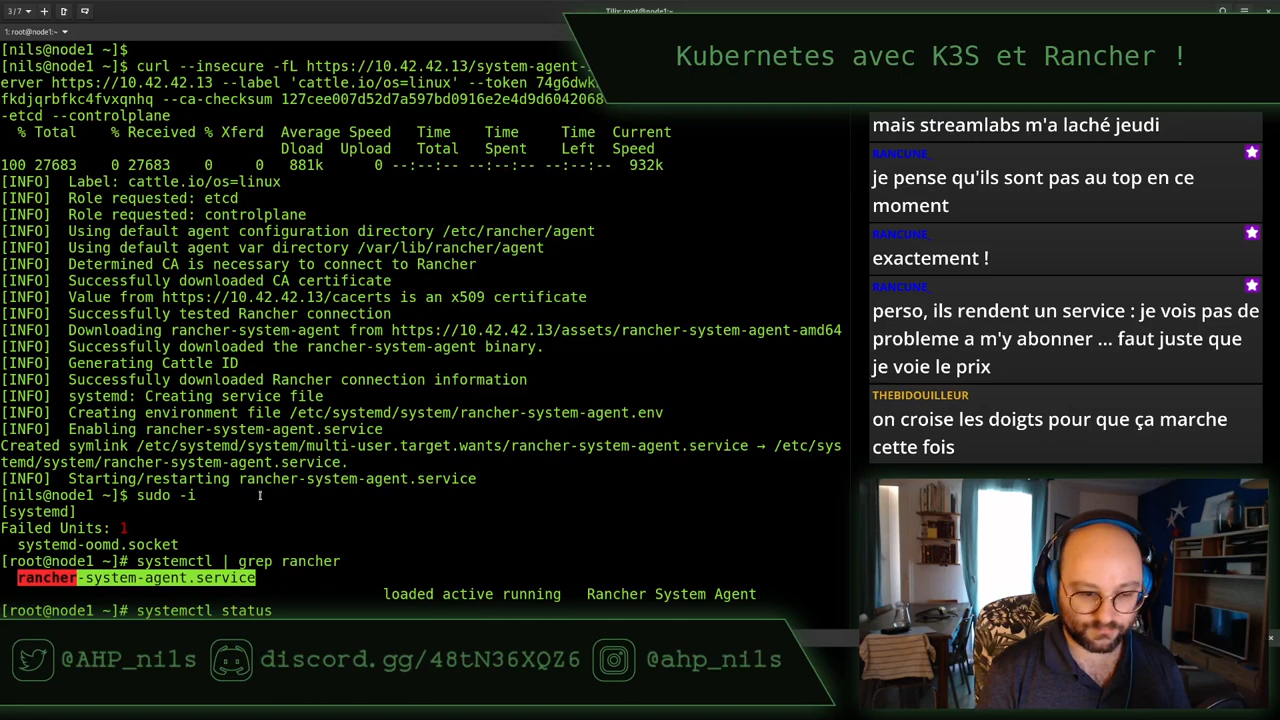 3/7
Tilix: root@node1:~
1: root@node1:~
[nils@node1 ~]$
[nils@node1 ~]$ curl --insecure -fL https://10.42.42.13/system-agent-
erver https://10.42.42.13 --label 'cattle.io/os=linux' --token 74g6dwk
fkdjqrbfkc4fvxqnhq --ca-checksum 127cee007d52d7a597bd0916e2e4d9d6042068
-etcd --controlplane
% Total % Received % Xferd Average Speed Time Time Time Current
Dload Upload Total Spent Left Speed
100 27683 0 27683 0 0 881k 0 --:--:-- --:--:-- --:--:-- 932k
[INFO] Label: cattle.io/os=linux
[INFO] Role requested: etcd
[INFO] Role requested: controlplane
[INFO] Using default agent configuration directory /etc/rancher/agent
[INFO] Using default agent var directory /var/lib/rancher/agent
[INFO] Determined CA is necessary to connect to Rancher
[INFO] Successfully downloaded CA certificate
[INFO] Value from https://10.42.42.13/cacerts is an x509 certificate
[INFO] Successfully tested Rancher connection
[INFO] Downloading rancher-system-agent from https://10.42.42.13/assets/rancher-system-agent-amd64
[INFO] Successfully downloaded the rancher-system-agent binary.
[INFO] Generating Cattle ID
[INFO] Successfully downloaded Rancher connection information
[INFO] systemd: Creating service file
[INFO] Creating environment file /etc/systemd/system/rancher-system-agent.env
[INFO] Enabling rancher-system-agent.service
Created symlink /etc/systemd/system/multi-user.target.wants/rancher-system-agent.service → /etc/sys
temd/system/rancher-system-agent.service.
[INFO] Starting/restarting rancher-system-agent.service
[nils@node1 ~]$ sudo -i
[systemd]
Failed Units: 1
systemd-oomd.socket
[root@node1 ~]# systemctl | grep rancher
rancher-system-agent.service
loaded active running Rancher System Agent
[root@node1 ~]# systemctl status
Kubernetes avec K3S et Rancher !
mais streamlabs m'a laché jeudi
RANCUNE_
je pense qu'ils sont pas au top en ce
moment
RANCUNE_
exactement !
RANCUNE_
perso, ils rendent un service : je vois pas de
probleme a m'y abonner ... faut juste que
je voie le prix
THEBIDOUILLEUR
on croise les doigts pour que ça marche
cette fois
@AHP_nils
discord.gg/48tN36XQZ6
@ahp_nils